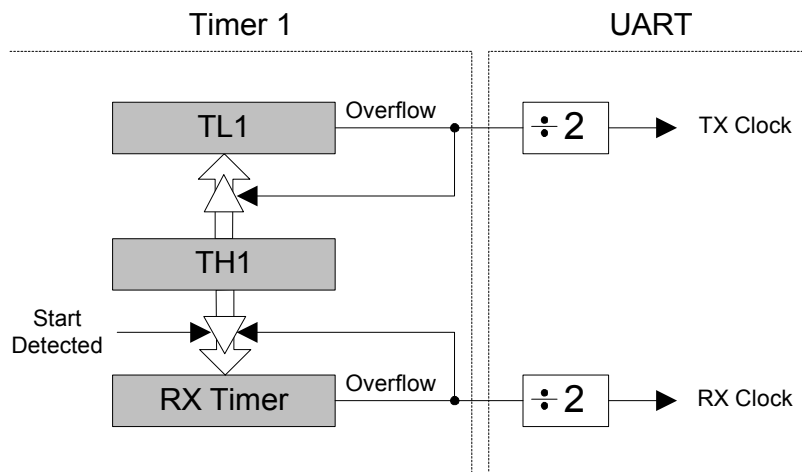 Timer 1
UART
TL1
Overflow
÷ 2
TX Clock
TH1
Start
Detected
RX Timer
Overflow
÷ 2
RX Clock